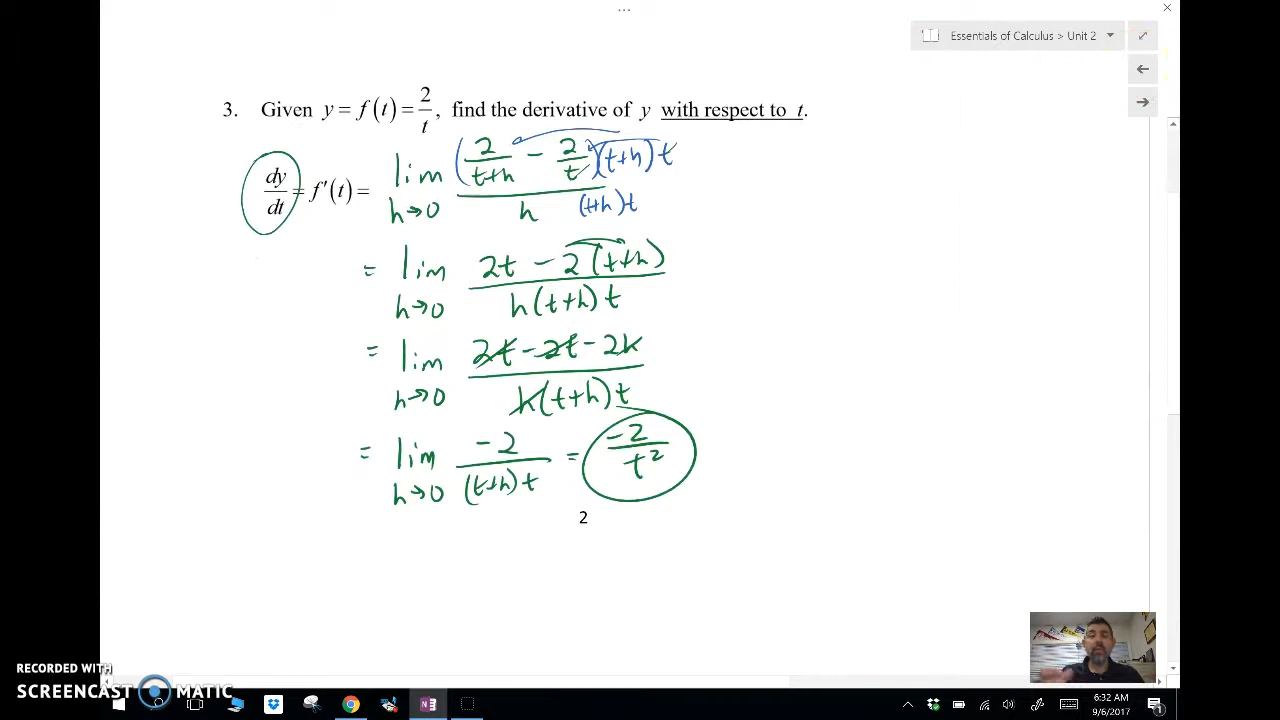 Essentials of Calculus > Unit 2
3. Given y = f(t) = 2/t, find the derivative of y with respect to t.
dy/dt = f'(t) = lim h→0 (2/(t+h) − 2/t)(t+h)t / h (t+h)t
= lim h→0 2t − 2(t+h) / h(t+h)t
= lim h→0 2t − 2t − 2h / h(t+h)t
= lim h→0 −2 / (t+h)t = −2/t²
2
RECORDED WITH
SCREENCAST MATIC
N
6:32 AM
9/6/2017
1